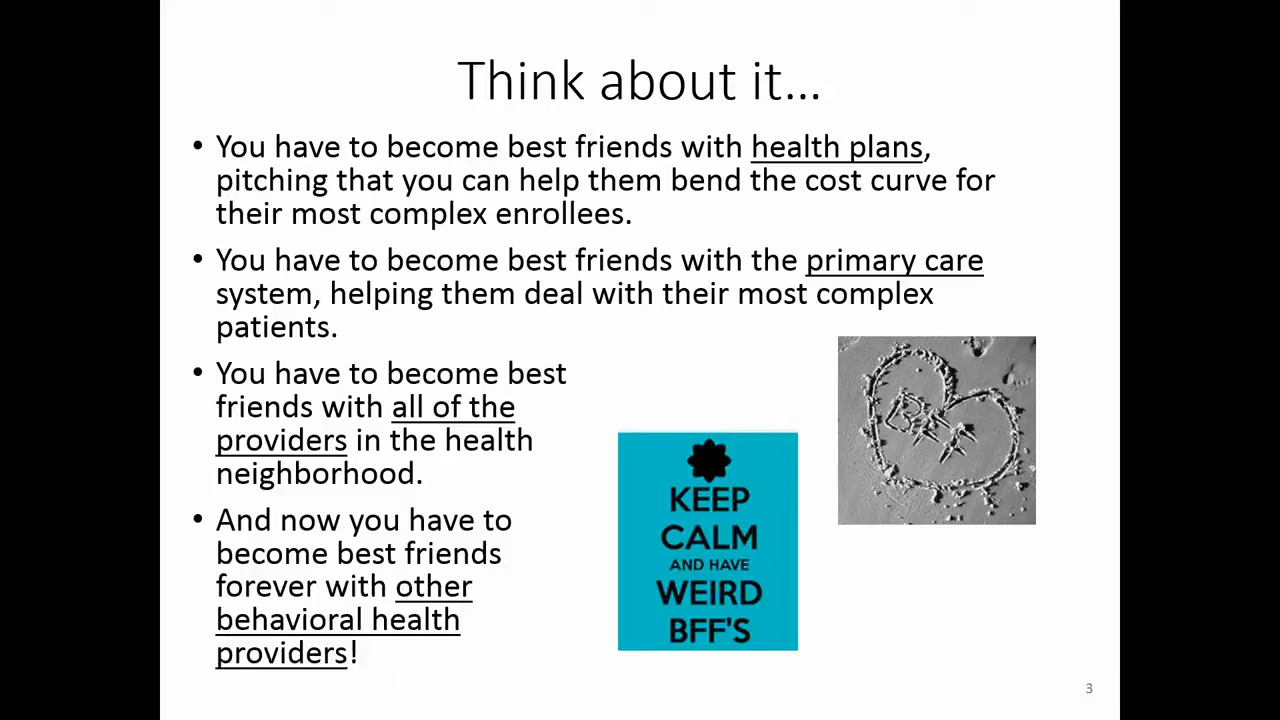 Think about it...
• You have to become best friends with health plans,
pitching that you can help them bend the cost curve for
their most complex enrollees.
• You have to become best friends with the primary care
system, helping them deal with their most complex
patients.
• You have to become best
friends with all of the
providers in the health
neighborhood.
• And now you have to
become best friends
forever with other
behavioral health
providers!
KEEP
CALM
AND HAVE
WEIRD
BFF'S
BFF
3